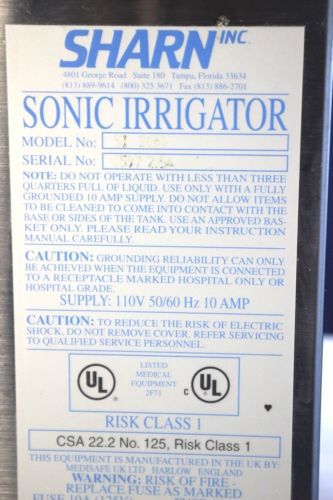 SHARN INC.
4801 George Road Suite 180 Tampa, Florida 33634
(813) 889-9614 (800) 325 3671 Fax (813) 886-2701
SONIC IRRIGATOR
MODEL No:
SERIAL No:
NOTE: DO NOT OPERATE WITH LESS THAN THREE
QUARTERS FULL OF LIQUID. USE ONLY WITH A FULLY
GROUNDED 10 AMP SUPPLY. DO NOT ALLOW ITEMS
TO BE CLEANED TO COME INTO CONTACT WITH THE
BASE OR SIDES OF THE TANK. USE AN APPROVED BAS-
KET ONLY. PLEASE READ YOUR INSTRUCTION
MANUAL CAREFULLY.
CAUTION: GROUNDING RELIABILITY CAN ONLY
BE ACHIEVED WHEN THE EQUIPMENT IS CONNECTED
TO A RECEPTACLE MARKED HOSPITAL ONLY OR
HOSPITAL GRADE.
SUPPLY: 110V 50/60 Hz 10 AMP
CAUTION: TO REDUCE THE RISK OF ELECTRIC
SHOCK, DO NOT REMOVE COVER. REFER SERVICING
TO QUALIFIED SERVICE PERSONNEL.
UL LISTED MEDICAL EQUIPMENT 2F71 C UL
RISK CLASS 1
CSA 22.2 No. 125, Risk Class 1
THIS EQUIPMENT IS MANUFACTURED IN THE UK BY:
MEDISAFE UK LTD HARLOW ENGLAND
WARNING: RISK OF FIRE -
REPLACE FUSE AS MARKED
FUSE 10A (125V)